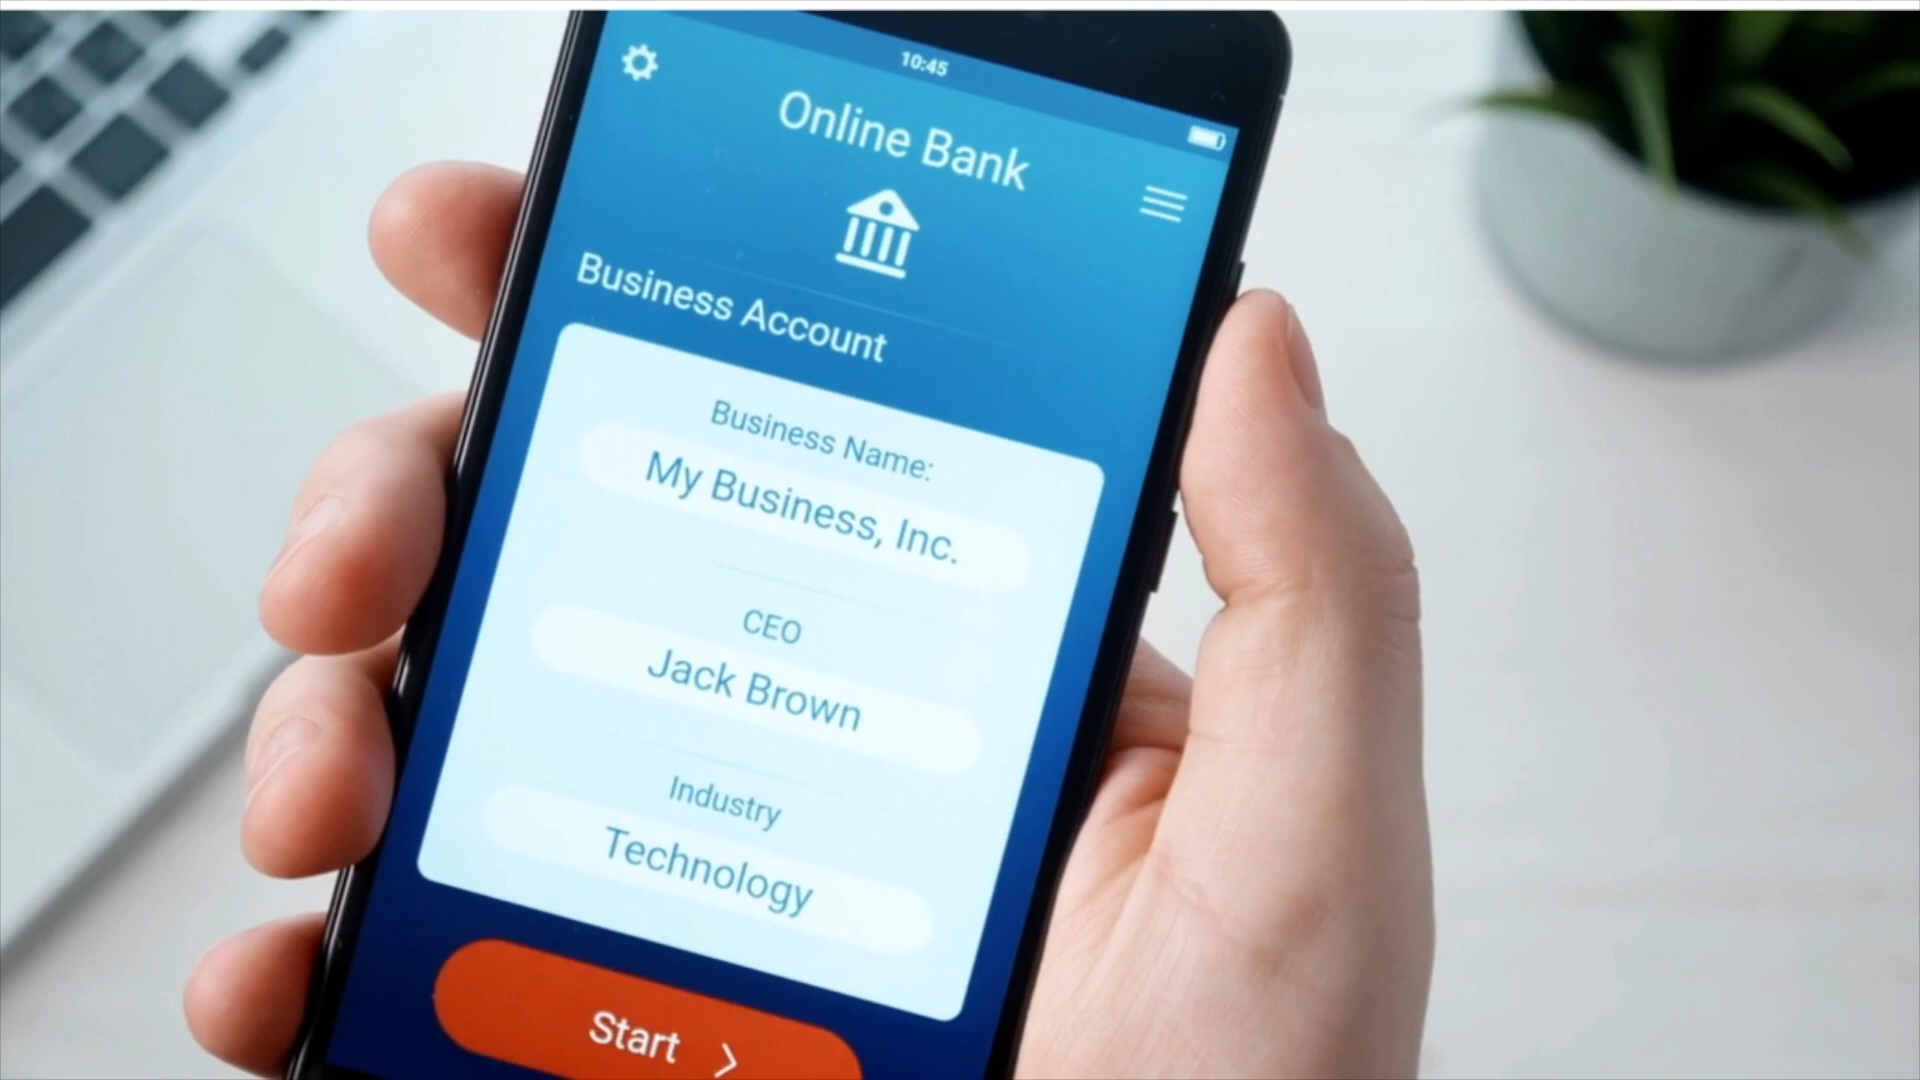 10:45
Online Bank
Business Account
Business Name:
My Business, Inc.
CEO
Jack Brown
Industry
Technology
Start